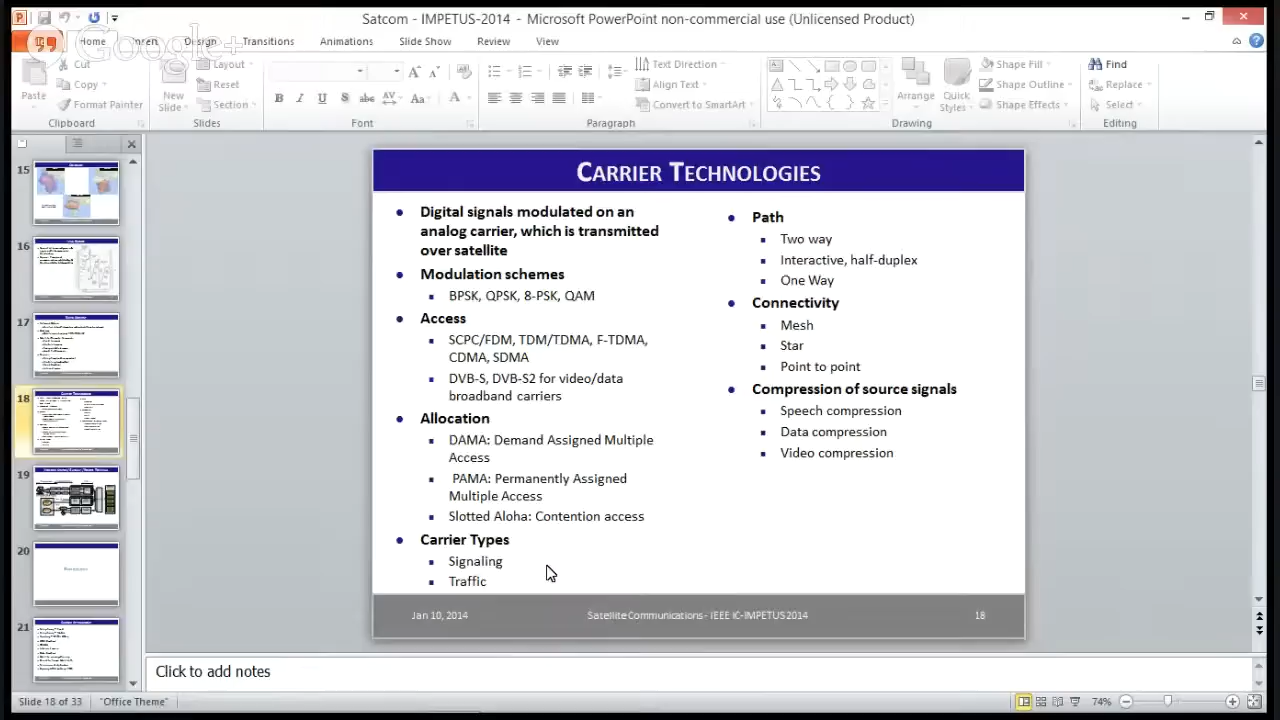 Satcom - IMPETUS-2014 - Microsoft PowerPoint non-commercial use (Unlicensed Product)
Google+
Home Insert Design Transitions Animations Slide Show Review View
Cut
Copy
Format Painter
Paste
Clipboard
New Slide
Layout
Reset
Section
Slides
Font
Text Direction
Align Text
Convert to SmartArt
Paragraph
Arrange
Quick Styles
Shape Fill
Shape Outline
Shape Effects
Drawing
Find
Replace
Select
Editing
15
16
17
18
19
20
21
CARRIER TECHNOLOGIES
• Digital signals modulated on an
analog carrier, which is transmitted
over satellite
• Modulation schemes
▪ BPSK, QPSK, 8-PSK, QAM
• Access
▪ SCPC/FDM, TDM/TDMA, F-TDMA,
CDMA, SDMA
▪ DVB-S, DVB-S2 for video/data
broadband carriers
• Allocation
▪ DAMA: Demand Assigned Multiple
Access
▪ PAMA: Permanently Assigned
Multiple Access
▪ Slotted Aloha: Contention access
• Carrier Types
▪ Signaling
▪ Traffic
• Path
▪ Two way
▪ Interactive, half-duplex
▪ One Way
• Connectivity
▪ Mesh
▪ Star
▪ Point to point
• Compression of source signals
▪ Speech compression
▪ Data compression
▪ Video compression
Jan 10, 2014 Satellite Communications - IEEE IC-IMPETUS 2014 18
Click to add notes
Slide 18 of 33 "Office Theme" 74%